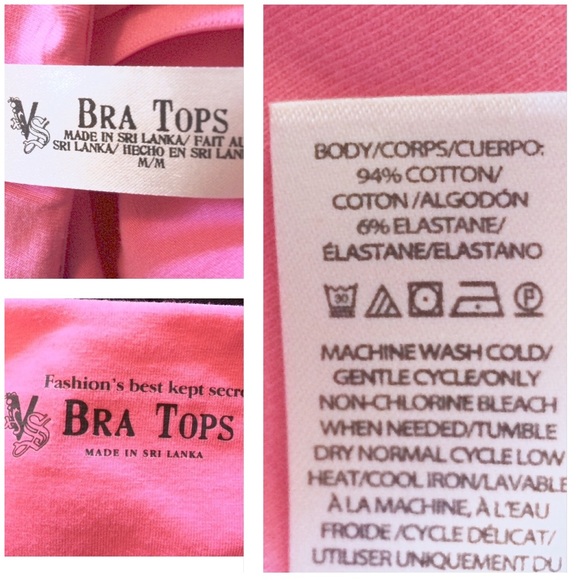 VS
BRA TOPS
MADE IN SRI LANKA/ FAIT AU
SRI LANKA/ HECHO EN SRI LAN
M/M
Fashion's best kept secre
VS
BRA TOPS
MADE IN SRI LANKA
BODY/CORPS/CUERPO:
94% COTTON/
COTON /ALGODÓN
6% ELASTANE/
ÉLASTANE/ELASTANO
30 P
MACHINE WASH COLD/
GENTLE CYCLE/ONLY
NON-CHLORINE BLEACH
WHEN NEEDED/TUMBLE
DRY NORMAL CYCLE LOW
HEAT/COOL IRON/LAVABLE
À LA MACHINE, À L'EAU
FROIDE /CYCLE DÉLICAT/
UTILISER UNIQUEMENT DU